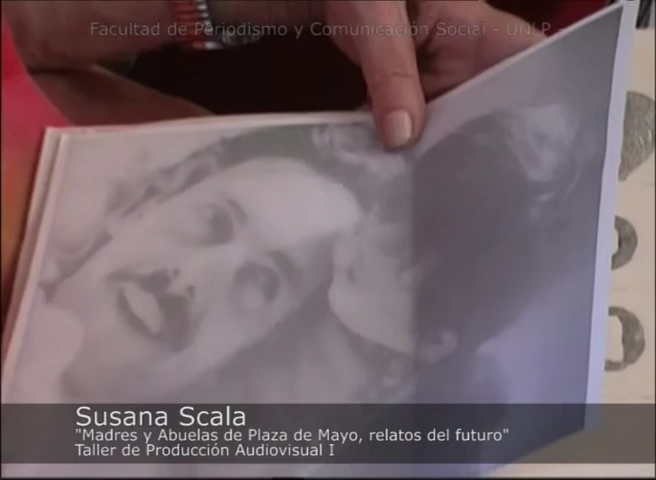 Facultad de Periodismo y Comunicación Social - UNLP -
Susana Scala
"Madres y Abuelas de Plaza de Mayo, relatos del futuro"
Taller de Producción Audiovisual I